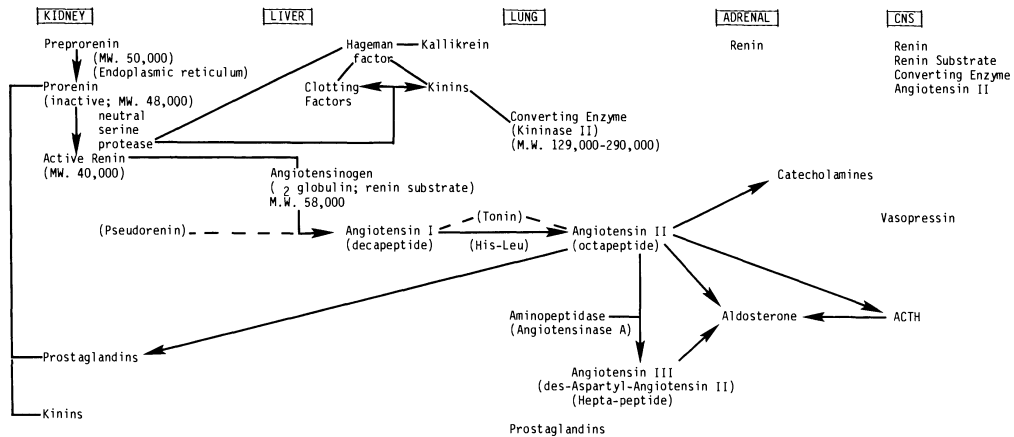 KIDNEY
LIVER
LUNG
ADRENAL
CNS
Preprorenin
(MW. 50,000)
(Endoplasmic reticulum)
Prorenin
(inactive; MW. 48,000)
neutral
serine
protease
Active Renin
(MW. 40,000)
Hageman
factor
Kallikrein
Clotting
Factors
Kinins
Converting Enzyme
(Kininase II)
(M.W. 129,000-290,000)
Renin
Renin
Renin Substrate
Converting Enzyme
Angiotensin II
Angiotensinogen
( 2 globulin; renin substrate)
M.W. 58,000
Catecholamines
Vasopressin
(Pseudorenin)
Angiotensin I
(decapeptide)
(Tonin)
(His-Leu)
Angiotensin II
(octapeptide)
Aminopeptidase
(Angiotensinase A)
Aldosterone
ACTH
Prostaglandins
Angiotensin III
(des-Aspartyl-Angiotensin II)
(Hepta-peptide)
Kinins
Prostaglandins